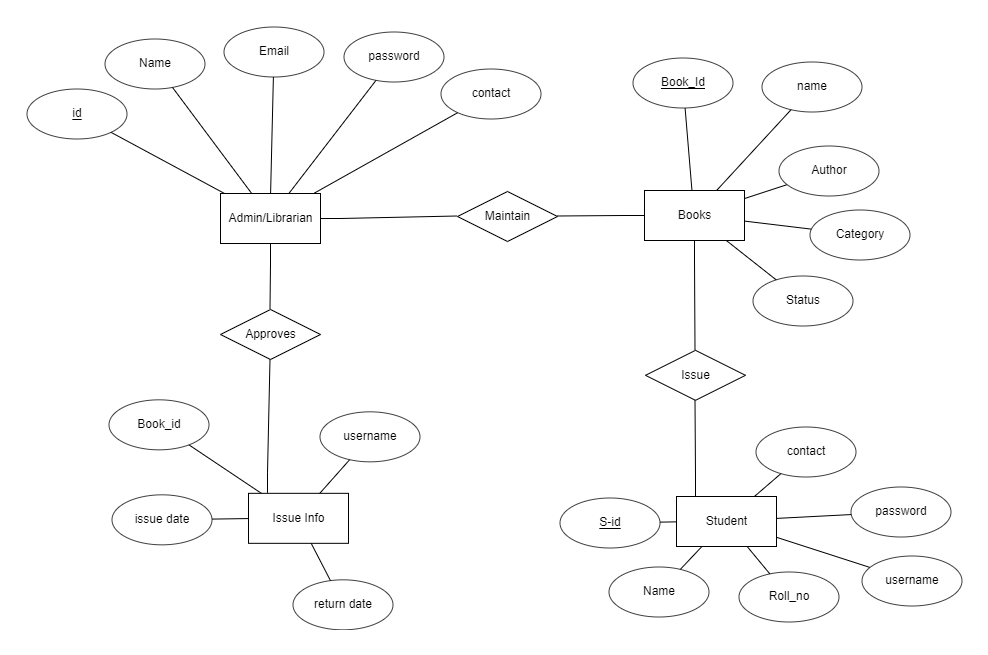 Name
Email
password
contact
id
Book_Id
name
Author
Category
Status
Admin/Librarian
Maintain
Books
Approves
Issue
Book_id
username
issue date
Issue Info
return date
contact
S-id
Student
password
Name
Roll_no
username